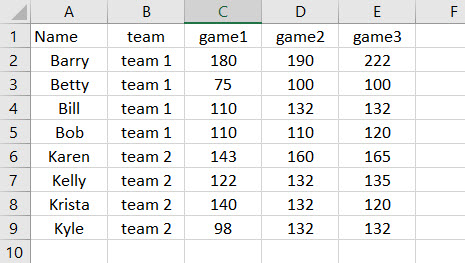 A B C D E F
1 Name team game1 game2 game3
2 Barry team 1 180 190 222
3 Betty team 1 75 100 100
4 Bill team 1 110 132 132
5 Bob team 1 110 110 120
6 Karen team 2 143 160 165
7 Kelly team 2 122 132 135
8 Krista team 2 140 132 120
9 Kyle team 2 98 132 132
10